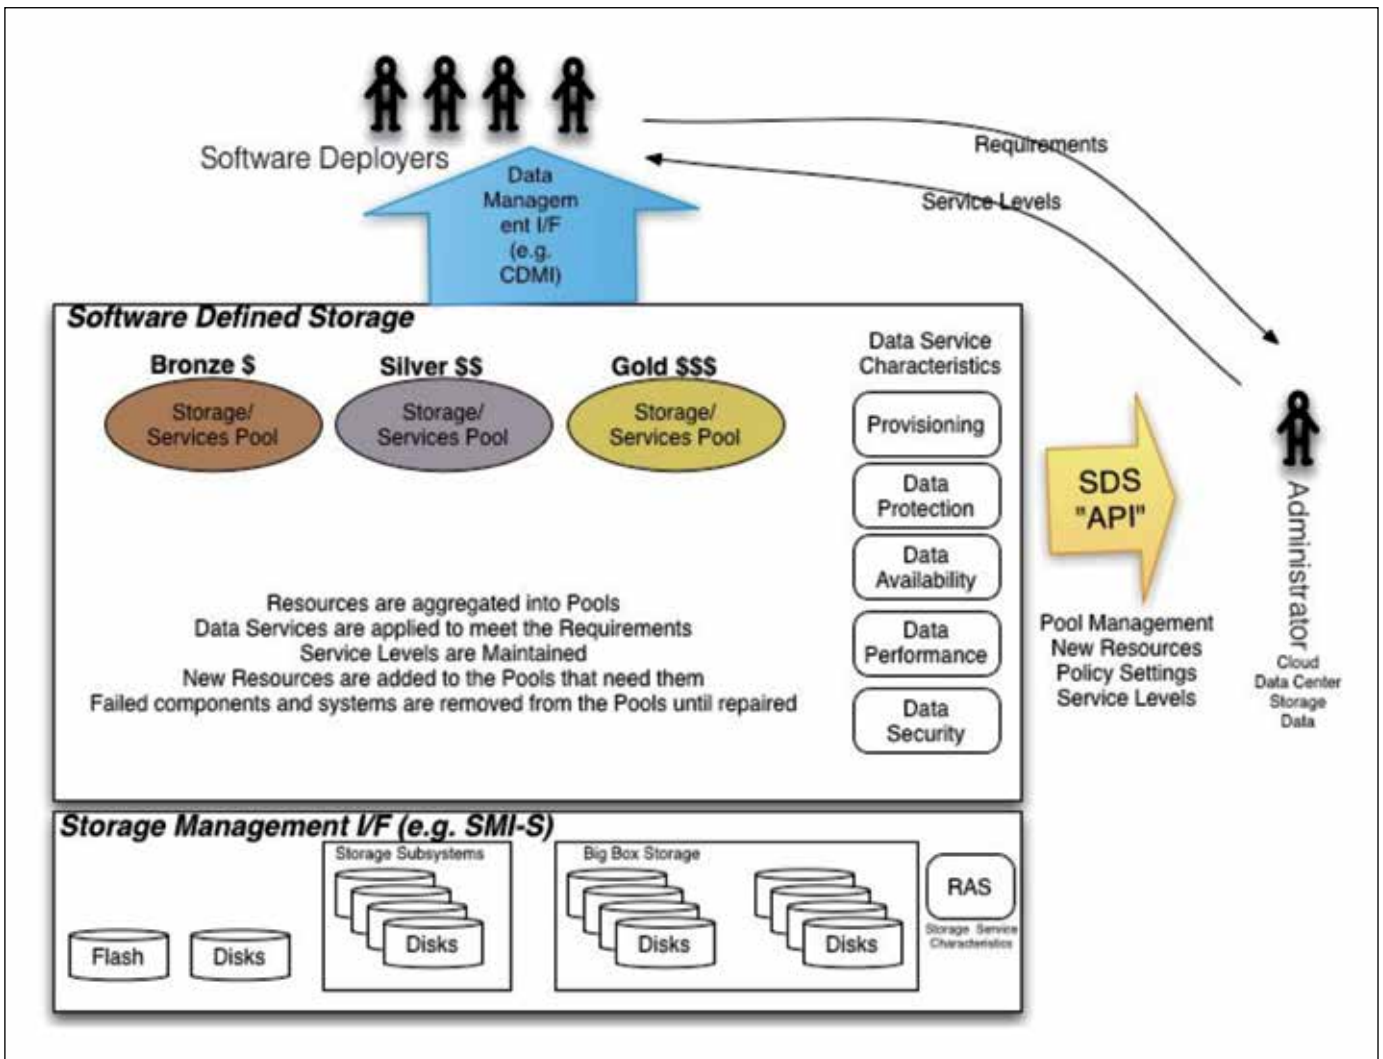 Software Deployers
Data
Managem
ent I/F
(e.g.
CDMI)
Requirements
Service Levels
Software Defined Storage
Bronze $
Silver $$
Gold $$$
Storage/
Services Pool
Storage/
Services Pool
Storage/
Services Pool
Data Service
Characteristics
Provisioning
Data
Protection
Data
Availability
Data
Performance
Data
Security
Resources are aggregated into Pools
Data Services are applied to meet the Requirements
Service Levels are Maintained
New Resources are added to the Pools that need them
Failed components and systems are removed from the Pools until repaired
SDS
"API"
Pool Management
New Resources
Policy Settings
Service Levels
Administrator
Cloud
Data Center
Storage
Data
Storage Management I/F (e.g. SMI-S)
Flash
Disks
Storage Subsystems
Disks
Big Box Storage
Disks
Disks
RAS
Storage Service
Characteristics